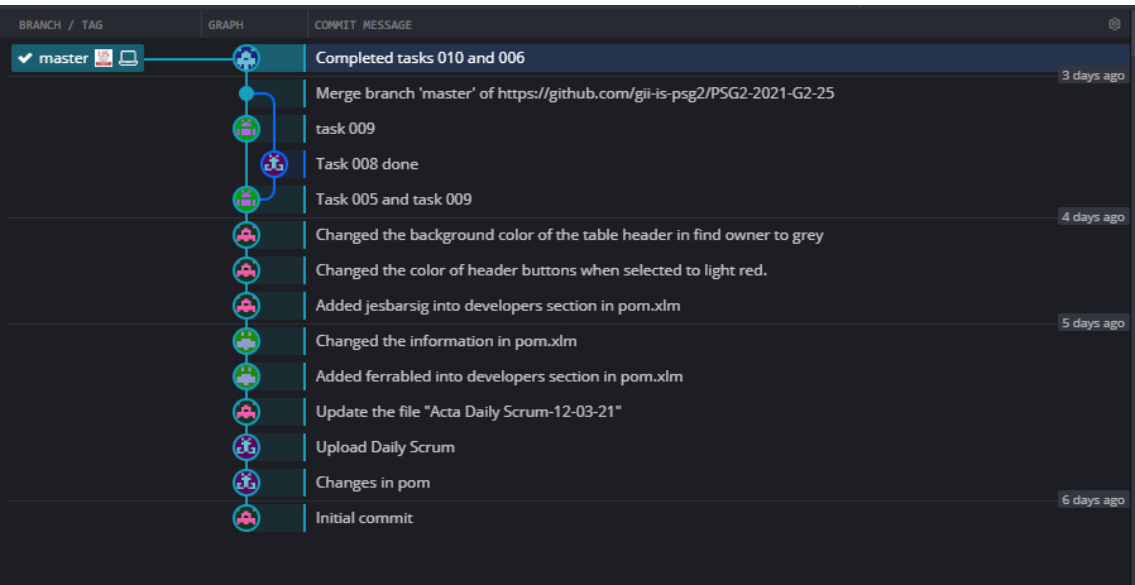 BRANCH / TAG GRAPH COMMIT MESSAGE
master Completed tasks 010 and 006
3 days ago
Merge branch 'master' of https://github.com/gii-is-psg2/PSG2-2021-G2-25
task 009
Task 008 done
Task 005 and task 009
4 days ago
Changed the background color of the table header in find owner to grey
Changed the color of header buttons when selected to light red.
Added jesbarsig into developers section in pom.xlm
5 days ago
Changed the information in pom.xlm
Added ferrabled into developers section in pom.xlm
Update the file "Acta Daily Scrum-12-03-21"
Upload Daily Scrum
Changes in pom
6 days ago
Initial commit